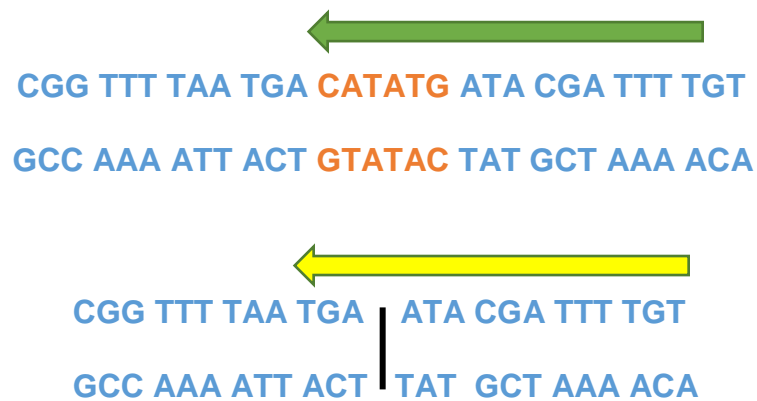 CGG TTT TAA TGA CATATG ATA CGA TTT TGT
GCC AAA ATT ACT GTATAC TAT GCT AAA ACA
CGG TTT TAA TGA ATA CGA TTT TGT
GCC AAA ATT ACT TAT GCT AAA ACA